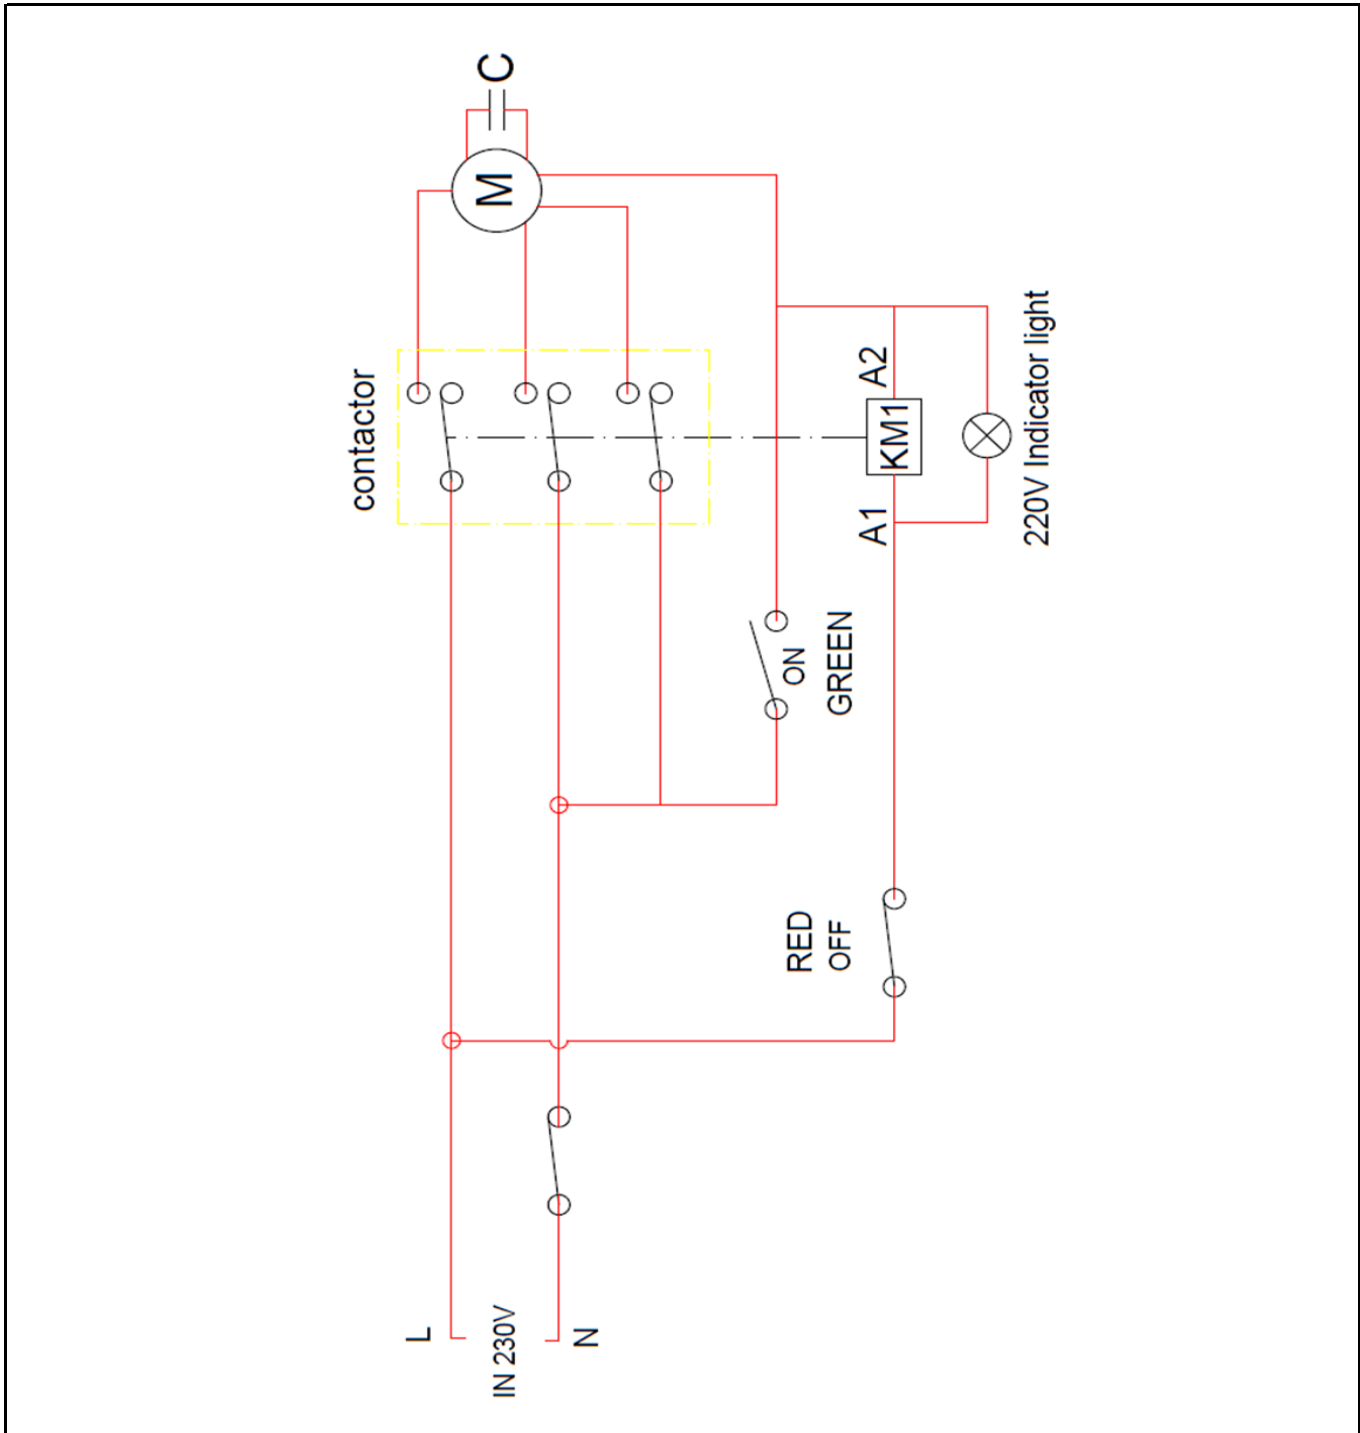 C
M
contactor
A2
KM1
A1
220V Indicator light
ON
GREEN
RED
OFF
L
IN 230V
N